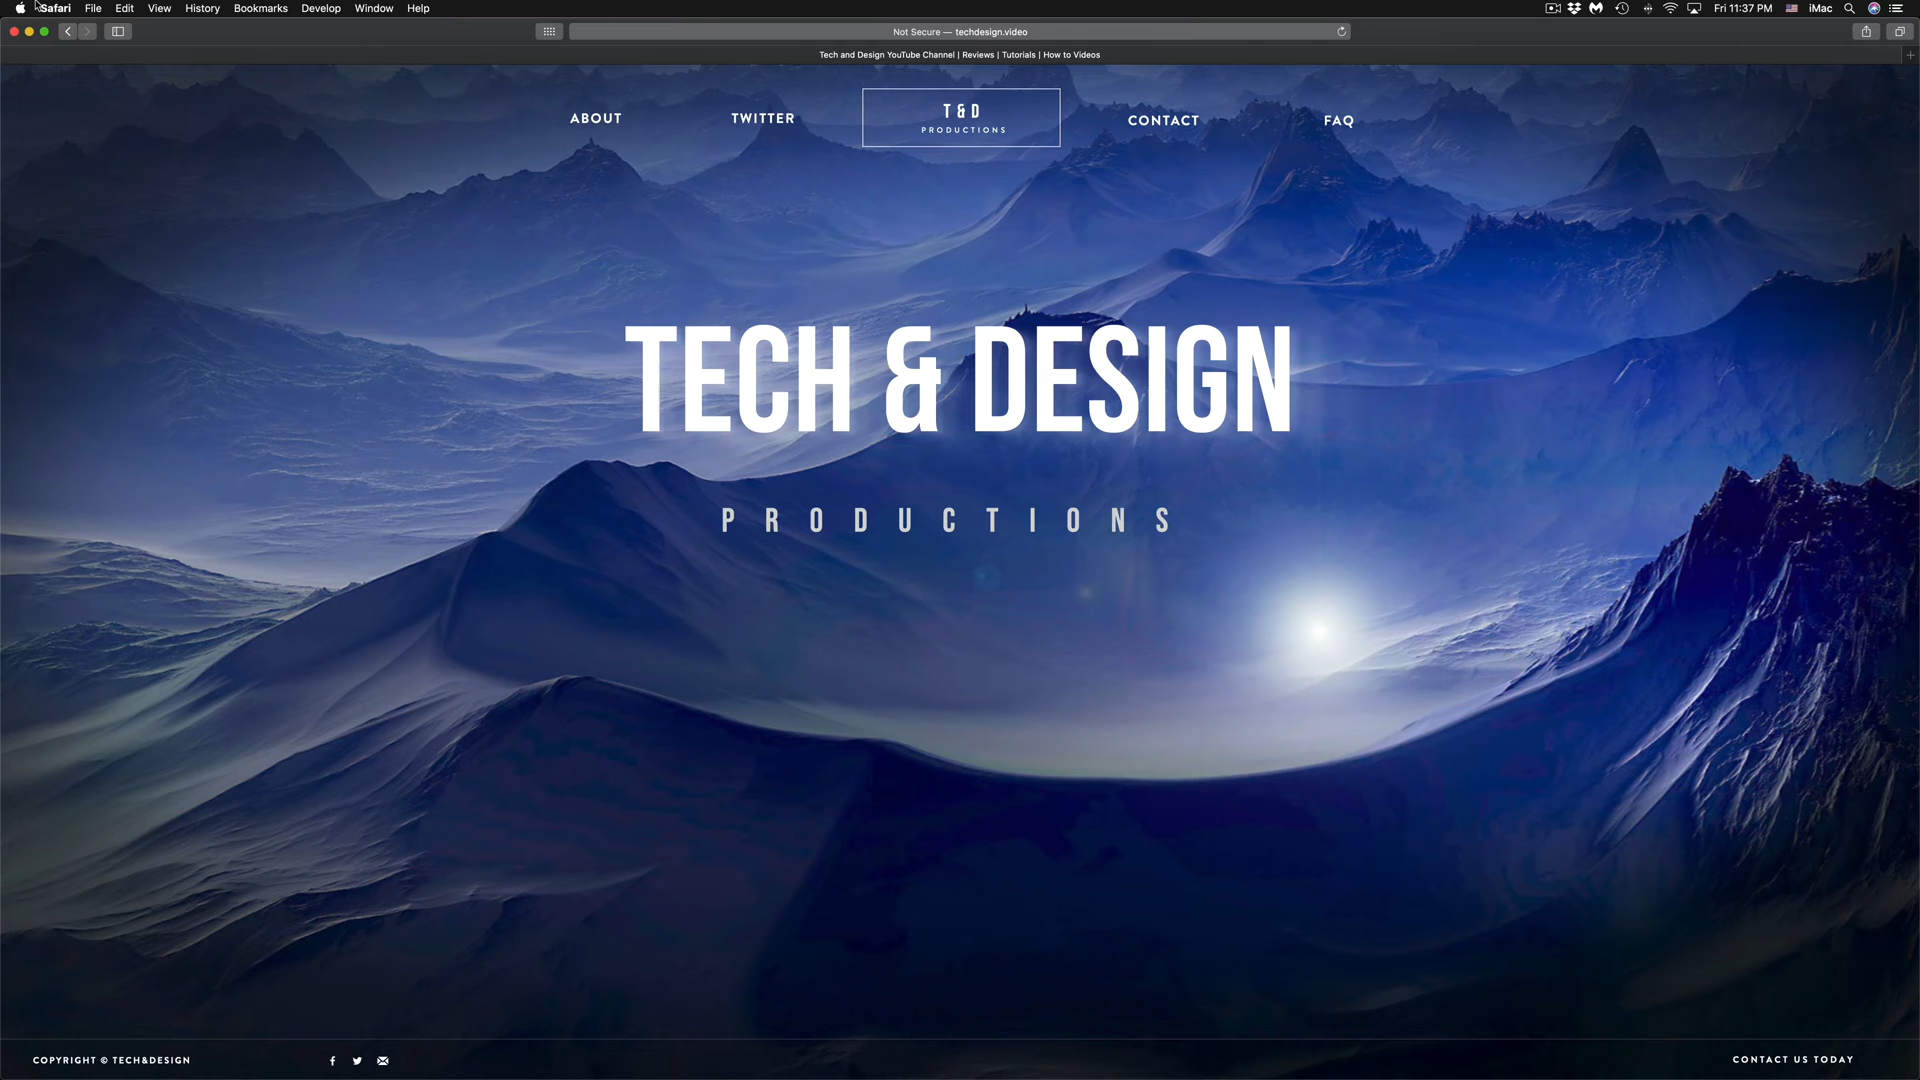 Safari File Edit View History Bookmarks Develop Window Help Fri 11:37 PM iMac
Not Secure — techdesign.video
Tech and Design YouTube Channel | Reviews | Tutorials | How to Videos
ABOUT TWITTER T&D CONTACT FAQ
PRODUCTIONS
TECH & DESIGN
PRODUCTIONS
COPYRIGHT © TECH&DESIGN CONTACT US TODAY